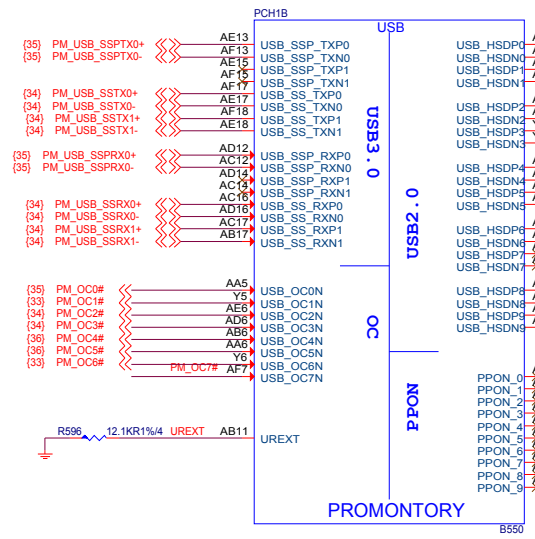 PCH1B
USB
{35} PM_USB_SSPTX0+ AE13 USB_SSP_TXP0 USB_HSDP0
{35} PM_USB_SSPTX0- AF13 USB_SSP_TXN0 USB_HSDN0
AE15 USB_SSP_TXP1 USB_HSDP1
AF15 USB_SSP_TXN1 USB_HSDN1
{34} PM_USB_SSTX0+ AF17 USB_SS_TXP0
{34} PM_USB_SSTX0- AE17 USB_SS_TXN0 USB_HSDP2
{34} PM_USB_SSTX1+ AF18 USB_SS_TXP1 USB_HSDN2
{34} PM_USB_SSTX1- AE18 USB_SS_TXN1 USB_HSDP3
USB_HSDN3
{35} PM_USB_SSPRX0+ AD12 USB_SSP_RXP0
{35} PM_USB_SSPRX0- AC12 USB_SSP_RXN0 USB_HSDP4
AD14 USB_SSP_RXP1 USB_HSDN4
AC14 USB_SSP_RXN1 USB_HSDP5
{34} PM_USB_SSRX0+ AC16 USB_SS_RXP0 USB_HSDN5
{34} PM_USB_SSRX0- AD16 USB_SS_RXN0
{34} PM_USB_SSRX1+ AC17 USB_SS_RXP1 USB_HSDP6
{34} PM_USB_SSRX1- AB17 USB_SS_RXN1 USB_HSDN6
USB_HSDP7
USB_HSDN7
USB3.0
USB2.0
{35} PM_OC0# AA5 USB_OC0N USB_HSDP8
{33} PM_OC1# Y5 USB_OC1N USB_HSDN8
{34} PM_OC2# AE6 USB_OC2N USB_HSDP9
{34} PM_OC3# AD6 USB_OC3N USB_HSDN9
{36} PM_OC4# AB6 USB_OC4N
{36} PM_OC5# AA6 USB_OC5N
{33} PM_OC6# Y6 USB_OC6N
PM_OC7# AF7 USB_OC7N
OC
PPON
PPON_0
PPON_1
PPON_2
PPON_3
PPON_4
R596 12.1KR1%/4 UREXT AB11 UREXT PPON_5
PPON_6
PPON_7
PPON_8
PPON_9
PROMONTORY
B550